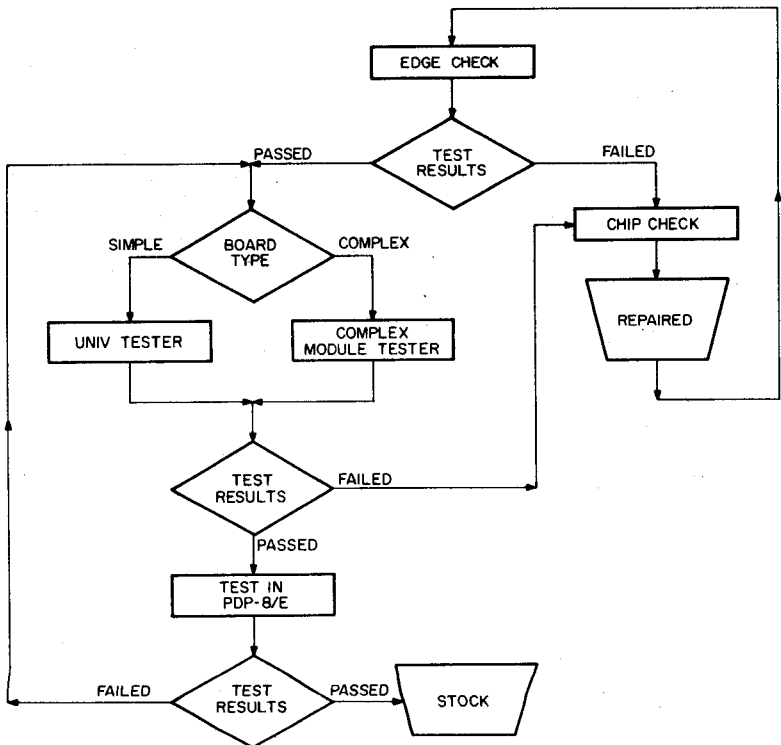 EDGE CHECK
TEST
RESULTS
PASSED
FAILED
CHIP CHECK
REPAIRED
BOARD
TYPE
SIMPLE
COMPLEX
UNIV TESTER
COMPLEX
MODULE TESTER
TEST
RESULTS
FAILED
PASSED
TEST IN
PDP-8/E
TEST
RESULTS
FAILED
PASSED
STOCK